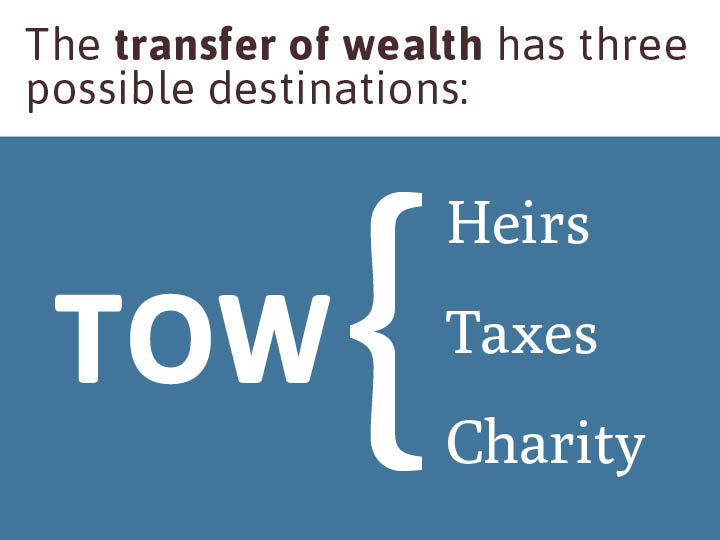 The transfer of wealth has three
possible destinations:
TOW {
Heirs
Taxes
Charity